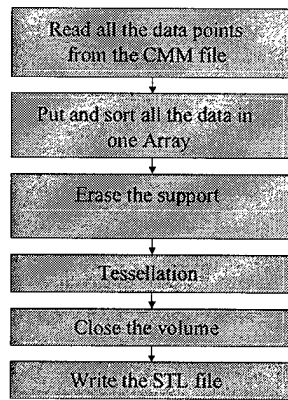 Read all the data points
from the CMM file
Put and sort all the data in
one Array
Erase the support
Tessellation
Close the volume
Write the STL file